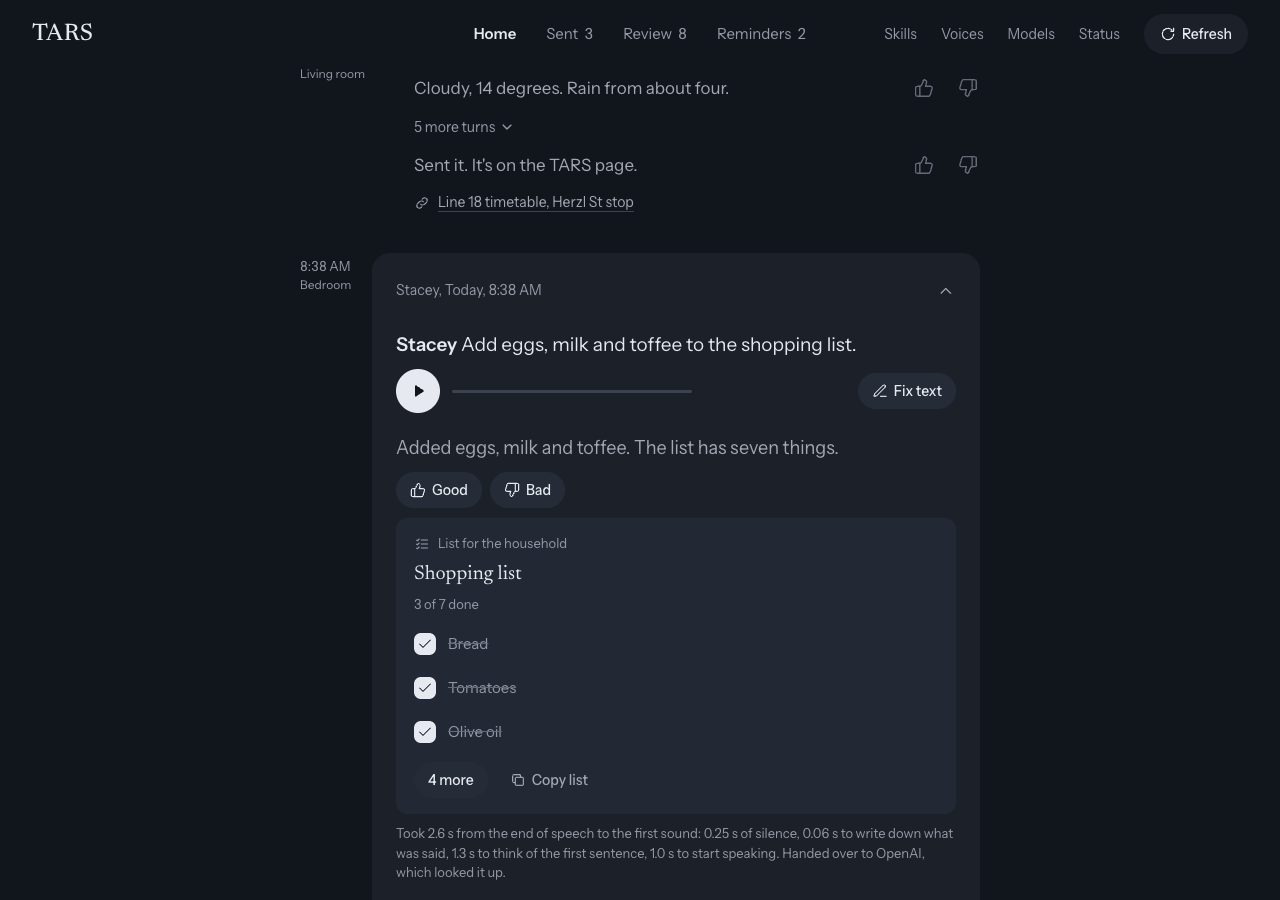 TARS
Home
Sent 3
Review 8
Reminders 2
Skills
Voices
Models
Status
Refresh
Living room
Cloudy, 14 degrees. Rain from about four.
5 more turns
Sent it. It's on the TARS page.
Line 18 timetable, Herzl St stop
8:38 AM
Bedroom
Stacey, Today, 8:38 AM
Stacey Add eggs, milk and toffee to the shopping list.
Fix text
Added eggs, milk and toffee. The list has seven things.
Good
Bad
List for the household
Shopping list
3 of 7 done
Bread
Tomatoes
Olive oil
4 more
Copy list
Took 2.6 s from the end of speech to the first sound: 0.25 s of silence, 0.06 s to write down what
was said, 1.3 s to think of the first sentence, 1.0 s to start speaking. Handed over to OpenAI,
which looked it up.